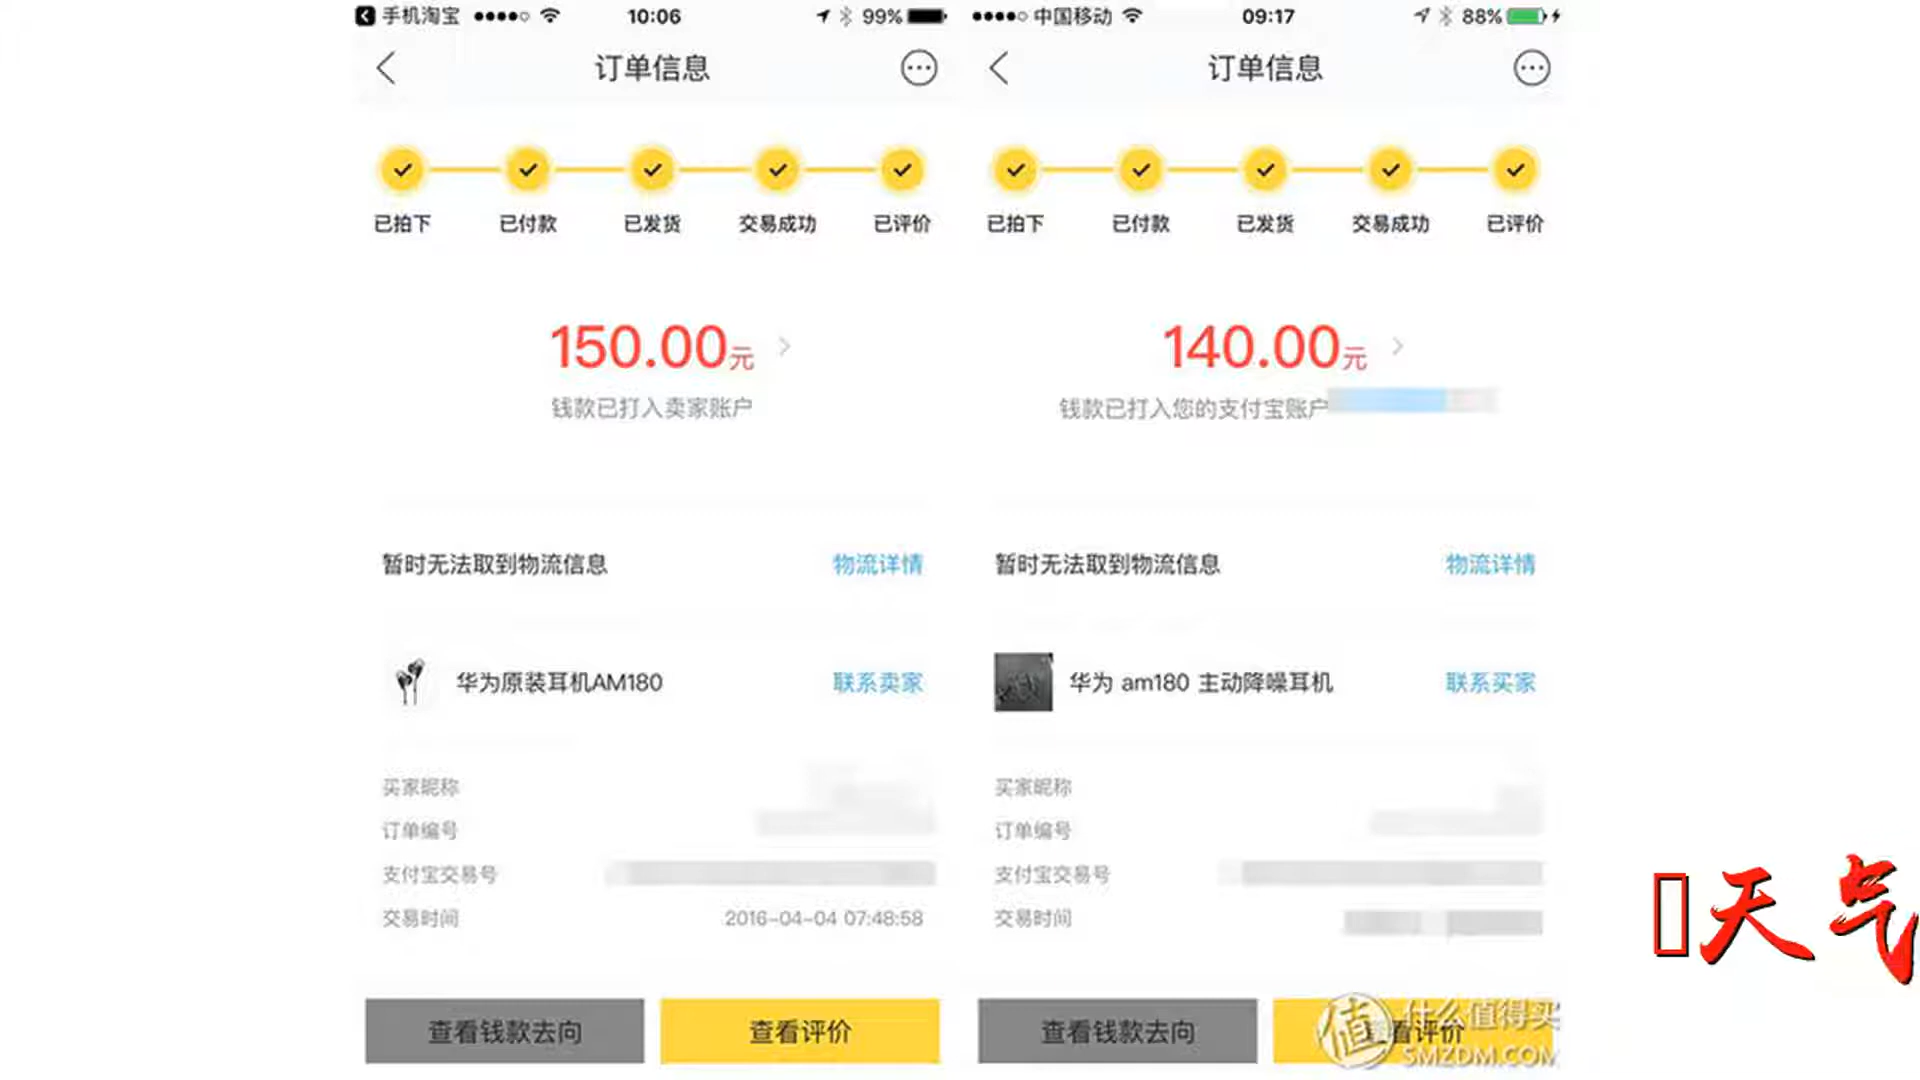 手机淘宝 10:06 99%
订单信息
已拍下 已付款 已发货 交易成功 已评价
150.00元
钱款已打入卖家账户
暂时无法取到物流信息 物流详情
华为原装耳机AM180 联系卖家
买家昵称
订单编号
支付宝交易号
交易时间 2016-04-04 07:48:58
查看钱款去向 查看评价
中国移动 09:17 88%
订单信息
已拍下 已付款 已发货 交易成功 已评价
140.00元
钱款已打入您的支付宝账户
暂时无法取到物流信息 物流详情
华为 am180 主动降噪耳机 联系买家
买家昵称
订单编号
支付宝交易号
交易时间
查看钱款去向 查看评价
值 什么值得买
SMZDM.COM
天气